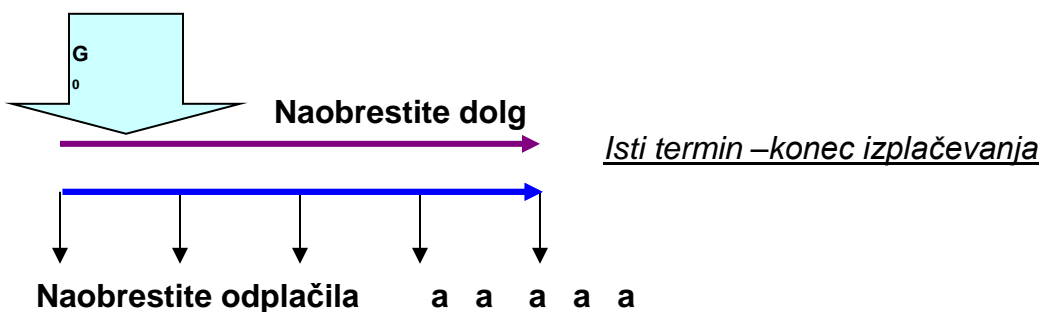 G
0
Naobrestite dolg
Isti termin –konec izplačevanja
Naobrestite odplačila a a a a a